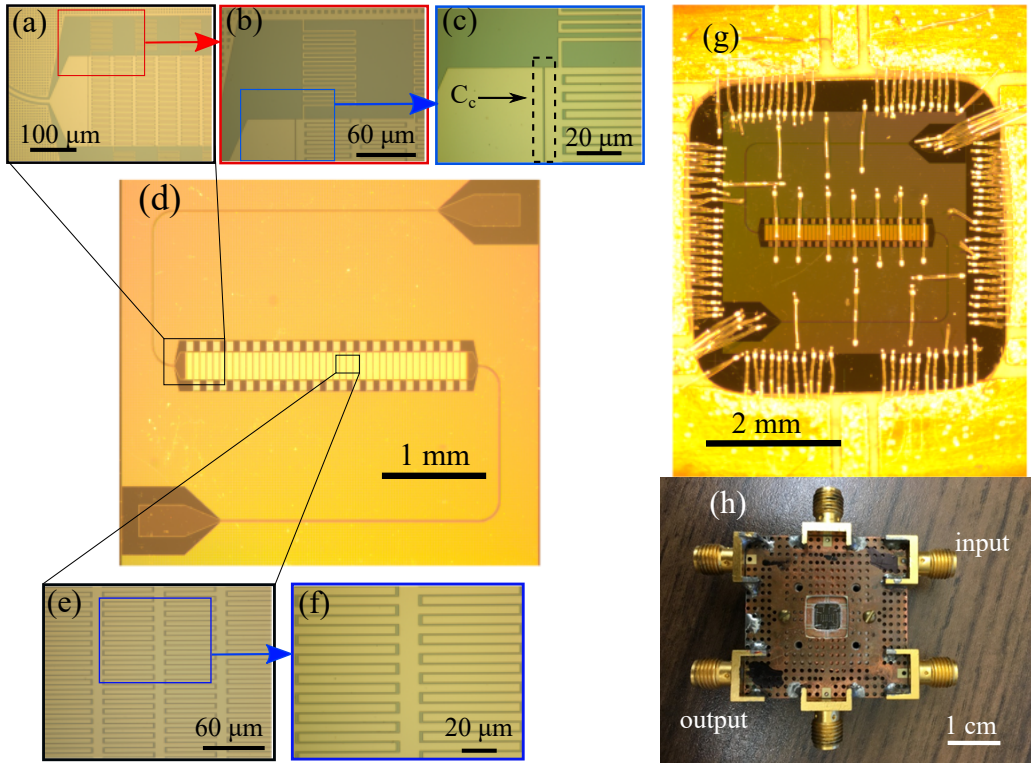 (a)
100 μm
(b)
60 μm
(c)
C_c
20 μm
(d)
1 mm
(e)
60 μm
(f)
20 μm
(g)
2 mm
(h)
input
output
1 cm